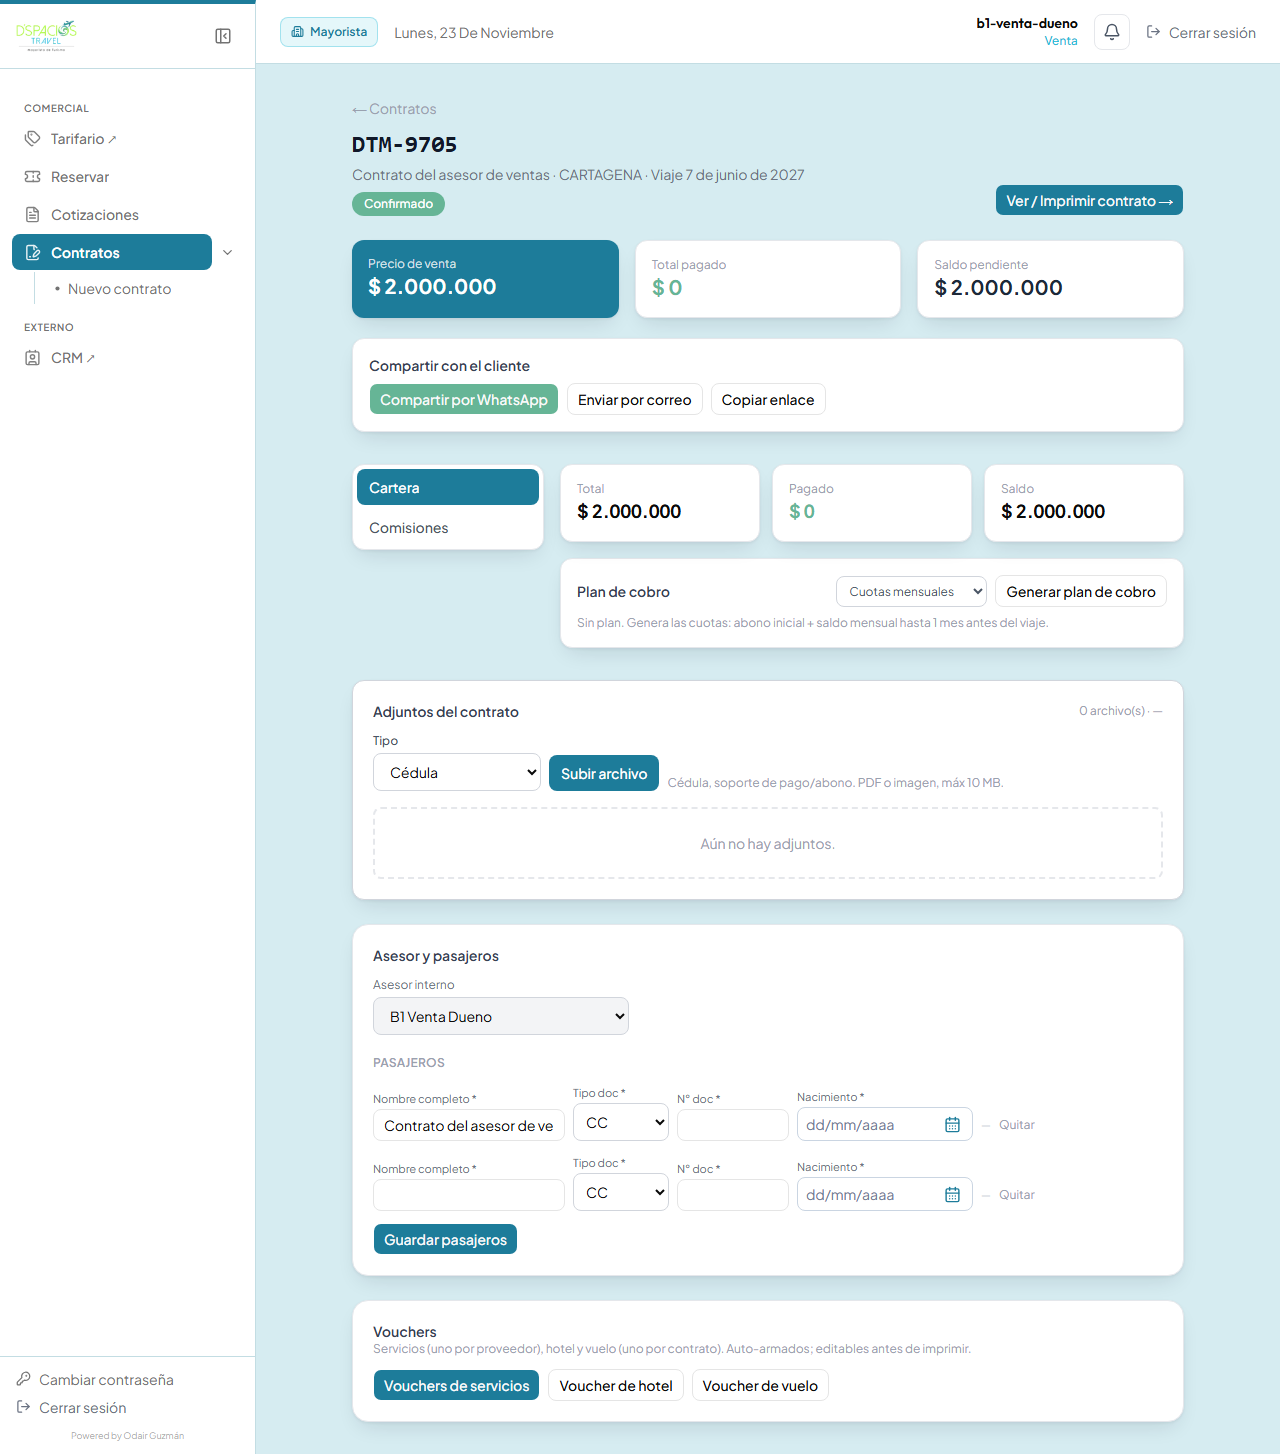 D'SPACIOS
TRAVEL
Mayorista
Lunes, 23 De Noviembre
b1-venta-dueno
Venta
Cerrar sesión
COMERCIAL
Tarifario ↗
Reservar
Cotizaciones
Contratos
• Nuevo contrato
EXTERNO
CRM ↗
← Contratos
DTM-9705
Contrato del asesor de ventas · CARTAGENA · Viaje 7 de junio de 2027
Confirmado
Ver / Imprimir contrato →
Precio de venta
$ 2.000.000
Total pagado
$ 0
Saldo pendiente
$ 2.000.000
Compartir con el cliente
Compartir por WhatsApp
Enviar por correo
Copiar enlace
Cartera
Comisiones
Total
$ 2.000.000
Pagado
$ 0
Saldo
$ 2.000.000
Plan de cobro
Cuotas mensuales
Generar plan de cobro
Sin plan. Genera las cuotas: abono inicial + saldo mensual hasta 1 mes antes del viaje.
Adjuntos del contrato
0 archivo(s) · —
Tipo
Cédula
Subir archivo
Cédula, soporte de pago/abono. PDF o imagen, máx 10 MB.
Aún no hay adjuntos.
Asesor y pasajeros
Asesor interno
B1 Venta Dueno
PASAJEROS
Nombre completo *
Tipo doc *
N° doc *
Nacimiento *
Contrato del asesor de ve
CC
dd/mm/aaaa
— Quitar
Nombre completo *
Tipo doc *
N° doc *
Nacimiento *
CC
dd/mm/aaaa
— Quitar
Guardar pasajeros
Vouchers
Servicios (uno por proveedor), hotel y vuelo (uno por contrato). Auto-armados; editables antes de imprimir.
Vouchers de servicios
Voucher de hotel
Voucher de vuelo
Cambiar contraseña
Cerrar sesión
Powered by Odair Guzmán